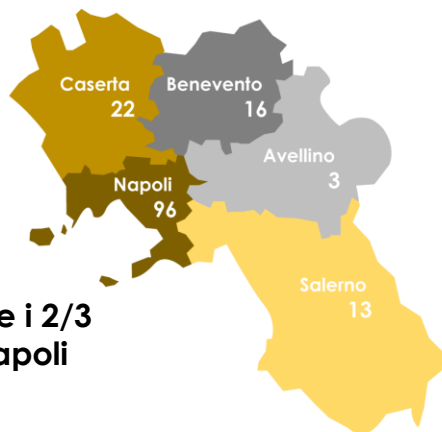 Caserta
22
Benevento
16
Avellino
3
Napoli
96
Salerno
13
e i 2/3
apoli